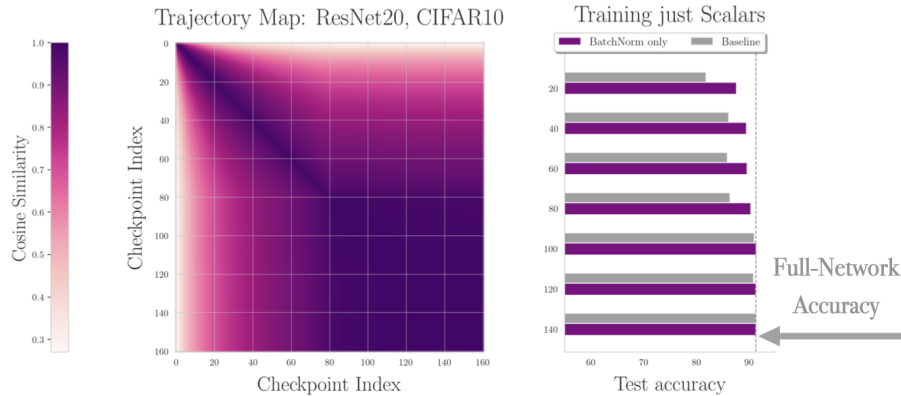 Trajectory Map: ResNet20, CIFAR10
Cosine Similarity
1.0
0.9
0.8
0.7
0.6
0.5
0.4
0.3
Checkpoint Index
0
20
40
60
80
100
120
140
160
0 20 40 60 80 100 120 140 160
Checkpoint Index
Training just Scalars
BatchNorm only Baseline
20
40
60
80
100
120
140
60 70 80 90
Test accuracy
Full-Network
Accuracy